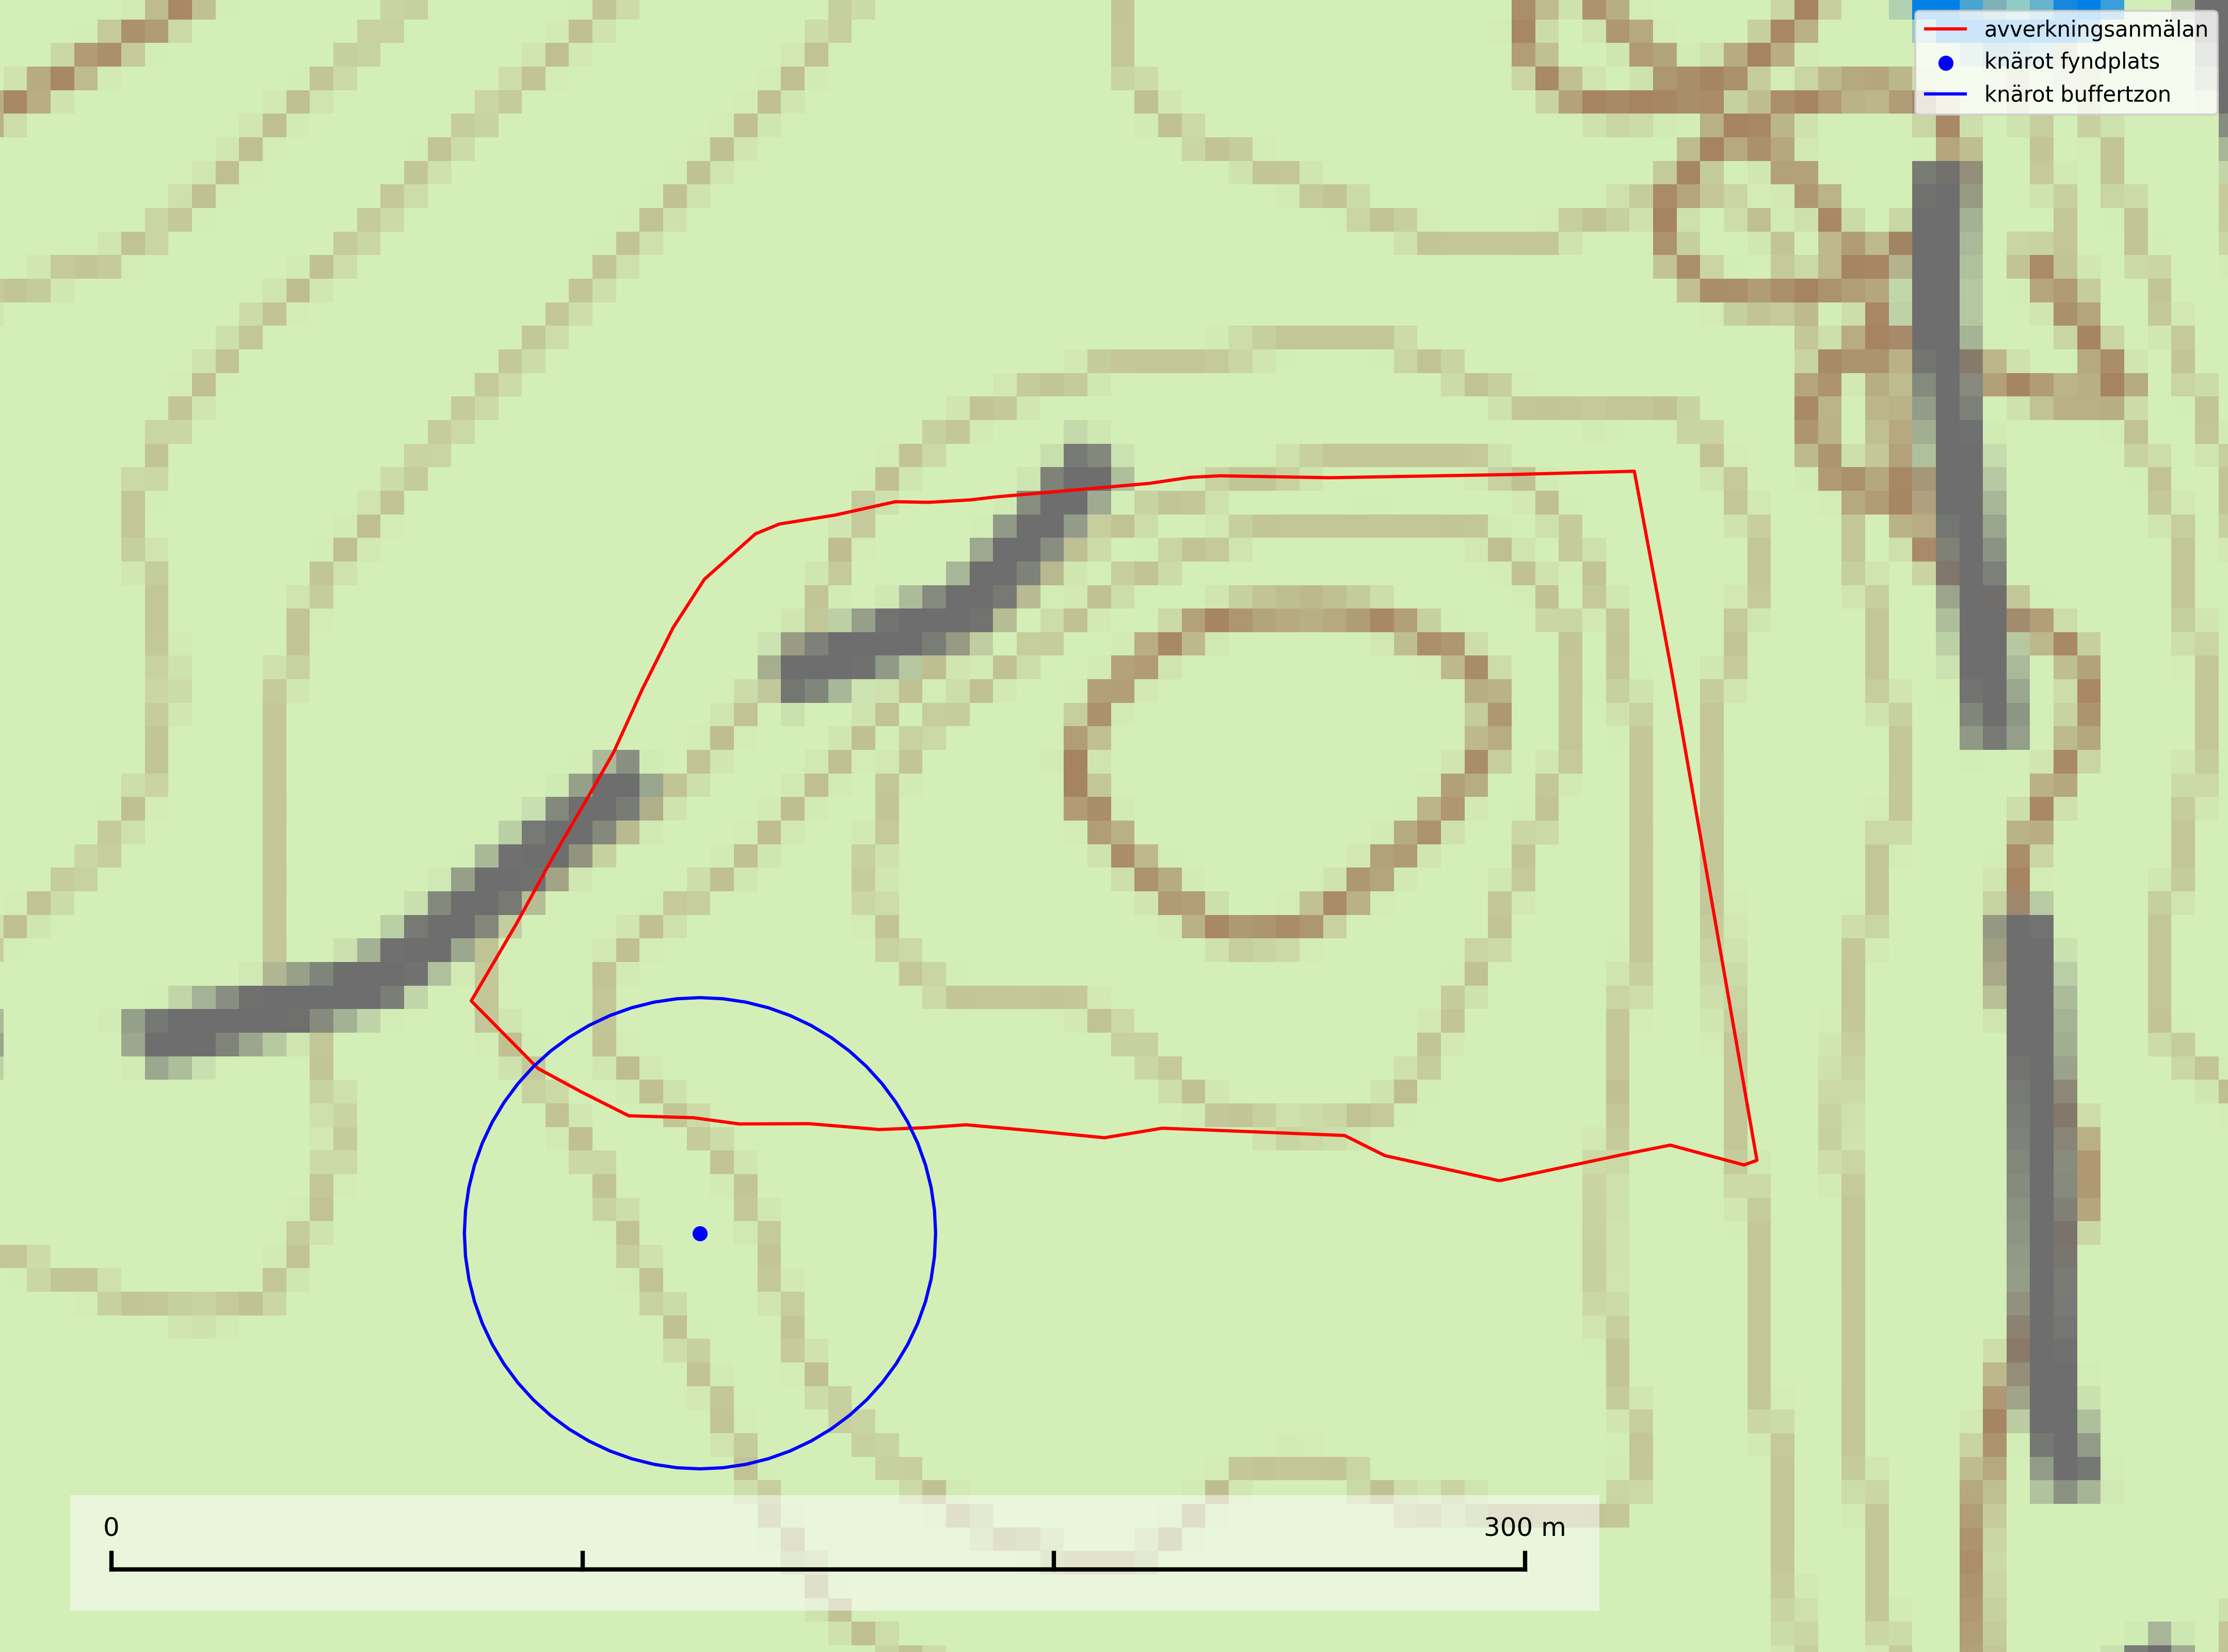 avverkningsanmälan
knärot fyndplats
knärot buffertzon
0
300 m